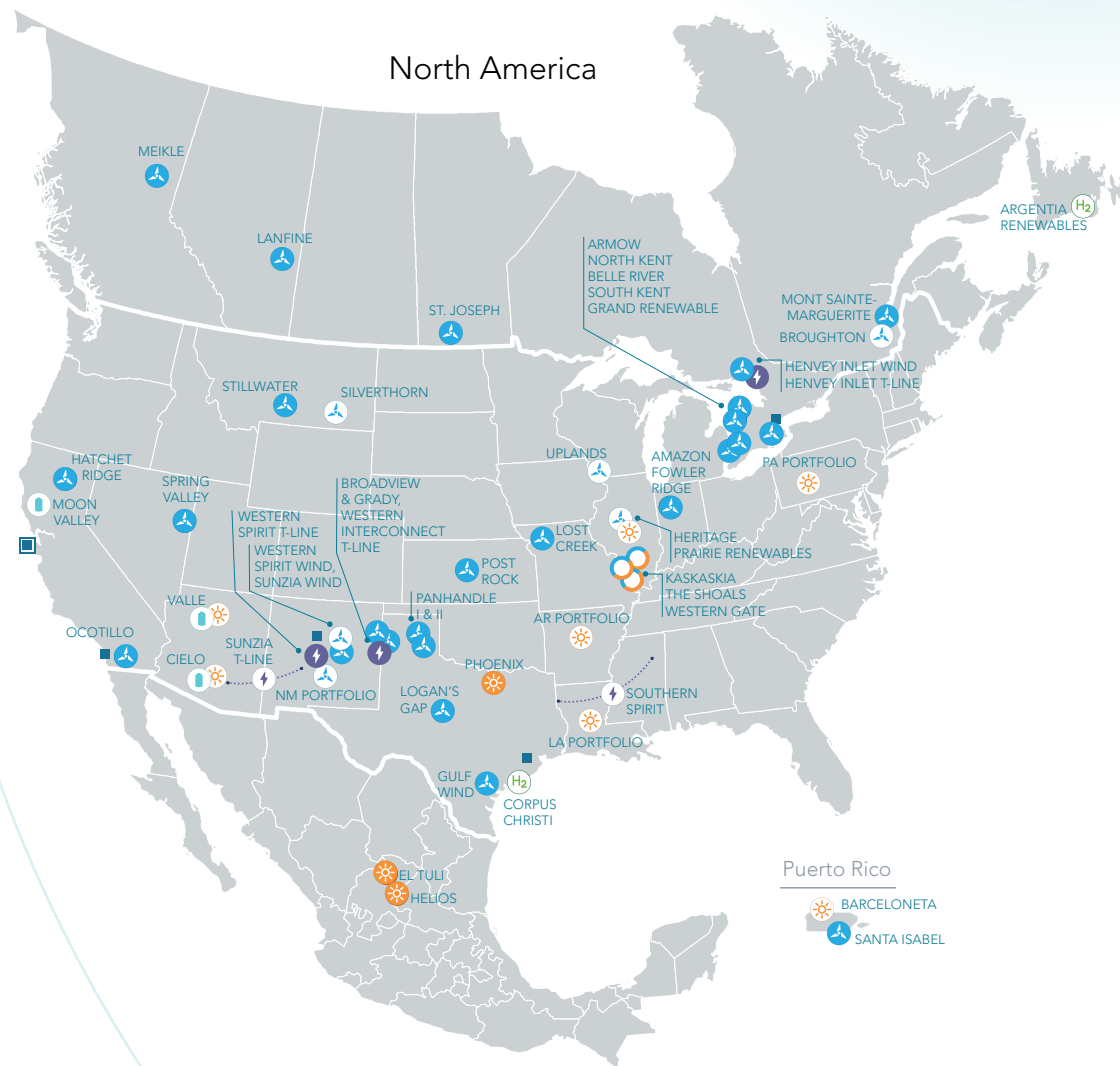 North America
MEIKLE
LANFINE
ST. JOSEPH
ARGENTIA
RENEWABLES
H2
ARMOW
NORTH KENT
BELLE RIVER
SOUTH KENT
GRAND RENEWABLE
MONT SAINTE-
MARGUERITE
BROUGHTON
HENVEY INLET WIND
HENVEY INLET T-LINE
STILLWATER
SILVERTHORN
HATCHET
RIDGE
MOON
VALLEY
SPRING
VALLEY
WESTERN
SPIRIT T-LINE
WESTERN
SPIRIT WIND,
SUNZIA WIND
BROADVIEW
& GRADY,
WESTERN
INTERCONNECT
T-LINE
UPLANDS
AMAZON
FOWLER
RIDGE
PA PORTFOLIO
LOST
CREEK
HERITAGE
PRAIRIE RENEWABLES
POST
ROCK
KASKASKIA
THE SHOALS
WESTERN GATE
PANHANDLE
I & II
VALLE
OCOTILLO
CIELO
SUNZIA
T-LINE
NM PORTFOLIO
AR PORTFOLIO
PHOENIX
LOGAN'S
GAP
SOUTHERN
SPIRIT
LA PORTFOLIO
GULF
WIND
H2
CORPUS
CHRISTI
EL TULI
HELIOS
Puerto Rico
BARCELONETA
SANTA ISABEL